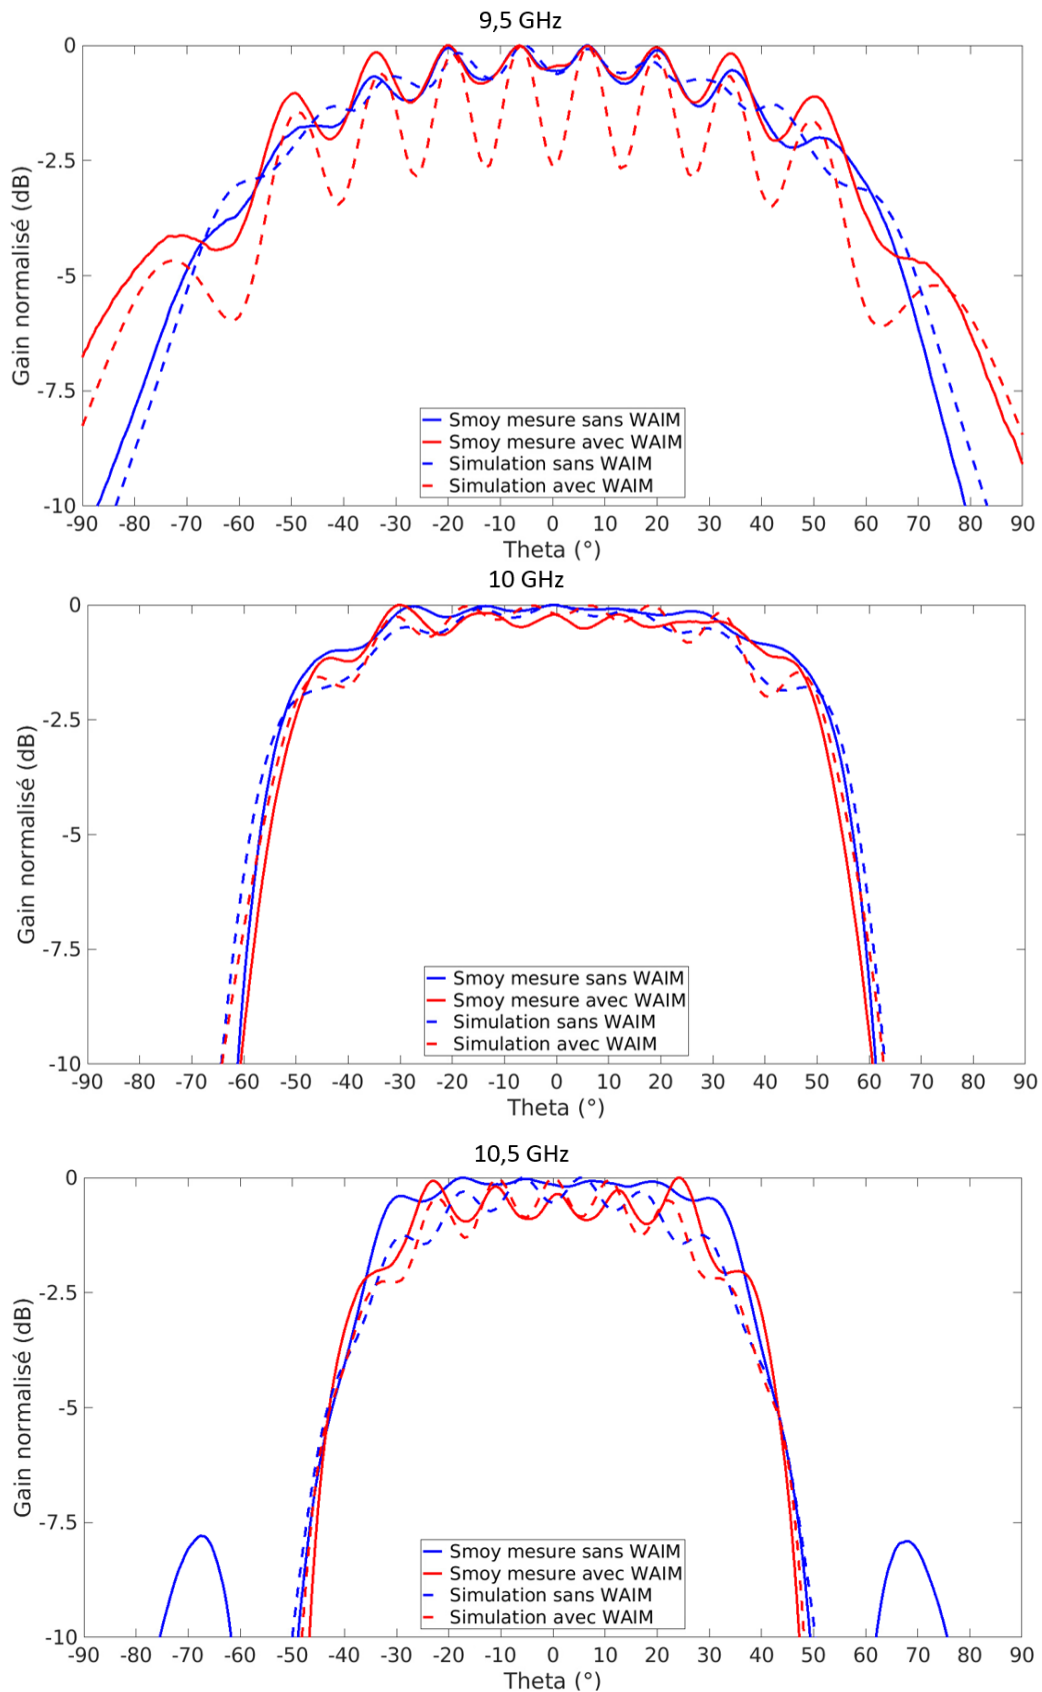 9,5 GHz
0
-2.5
-5
-7.5
-10
Gain normalisé (dB)
Smoy mesure sans WAIM
Smoy mesure avec WAIM
Simulation sans WAIM
Simulation avec WAIM
-90 -80 -70 -60 -50 -40 -30 -20 -10 0 10 20 30 40 50 60 70 80 90
Theta (°)
10 GHz
0
-2.5
-5
-7.5
-10
Gain normalisé (dB)
Smoy mesure sans WAIM
Smoy mesure avec WAIM
Simulation sans WAIM
Simulation avec WAIM
-90 -80 -70 -60 -50 -40 -30 -20 -10 0 10 20 30 40 50 60 70 80 90
Theta (°)
10,5 GHz
0
-2.5
-5
-7.5
-10
Gain normalisé (dB)
Smoy mesure sans WAIM
Smoy mesure avec WAIM
Simulation sans WAIM
Simulation avec WAIM
-90 -80 -70 -60 -50 -40 -30 -20 -10 0 10 20 30 40 50 60 70 80 90
Theta (°)